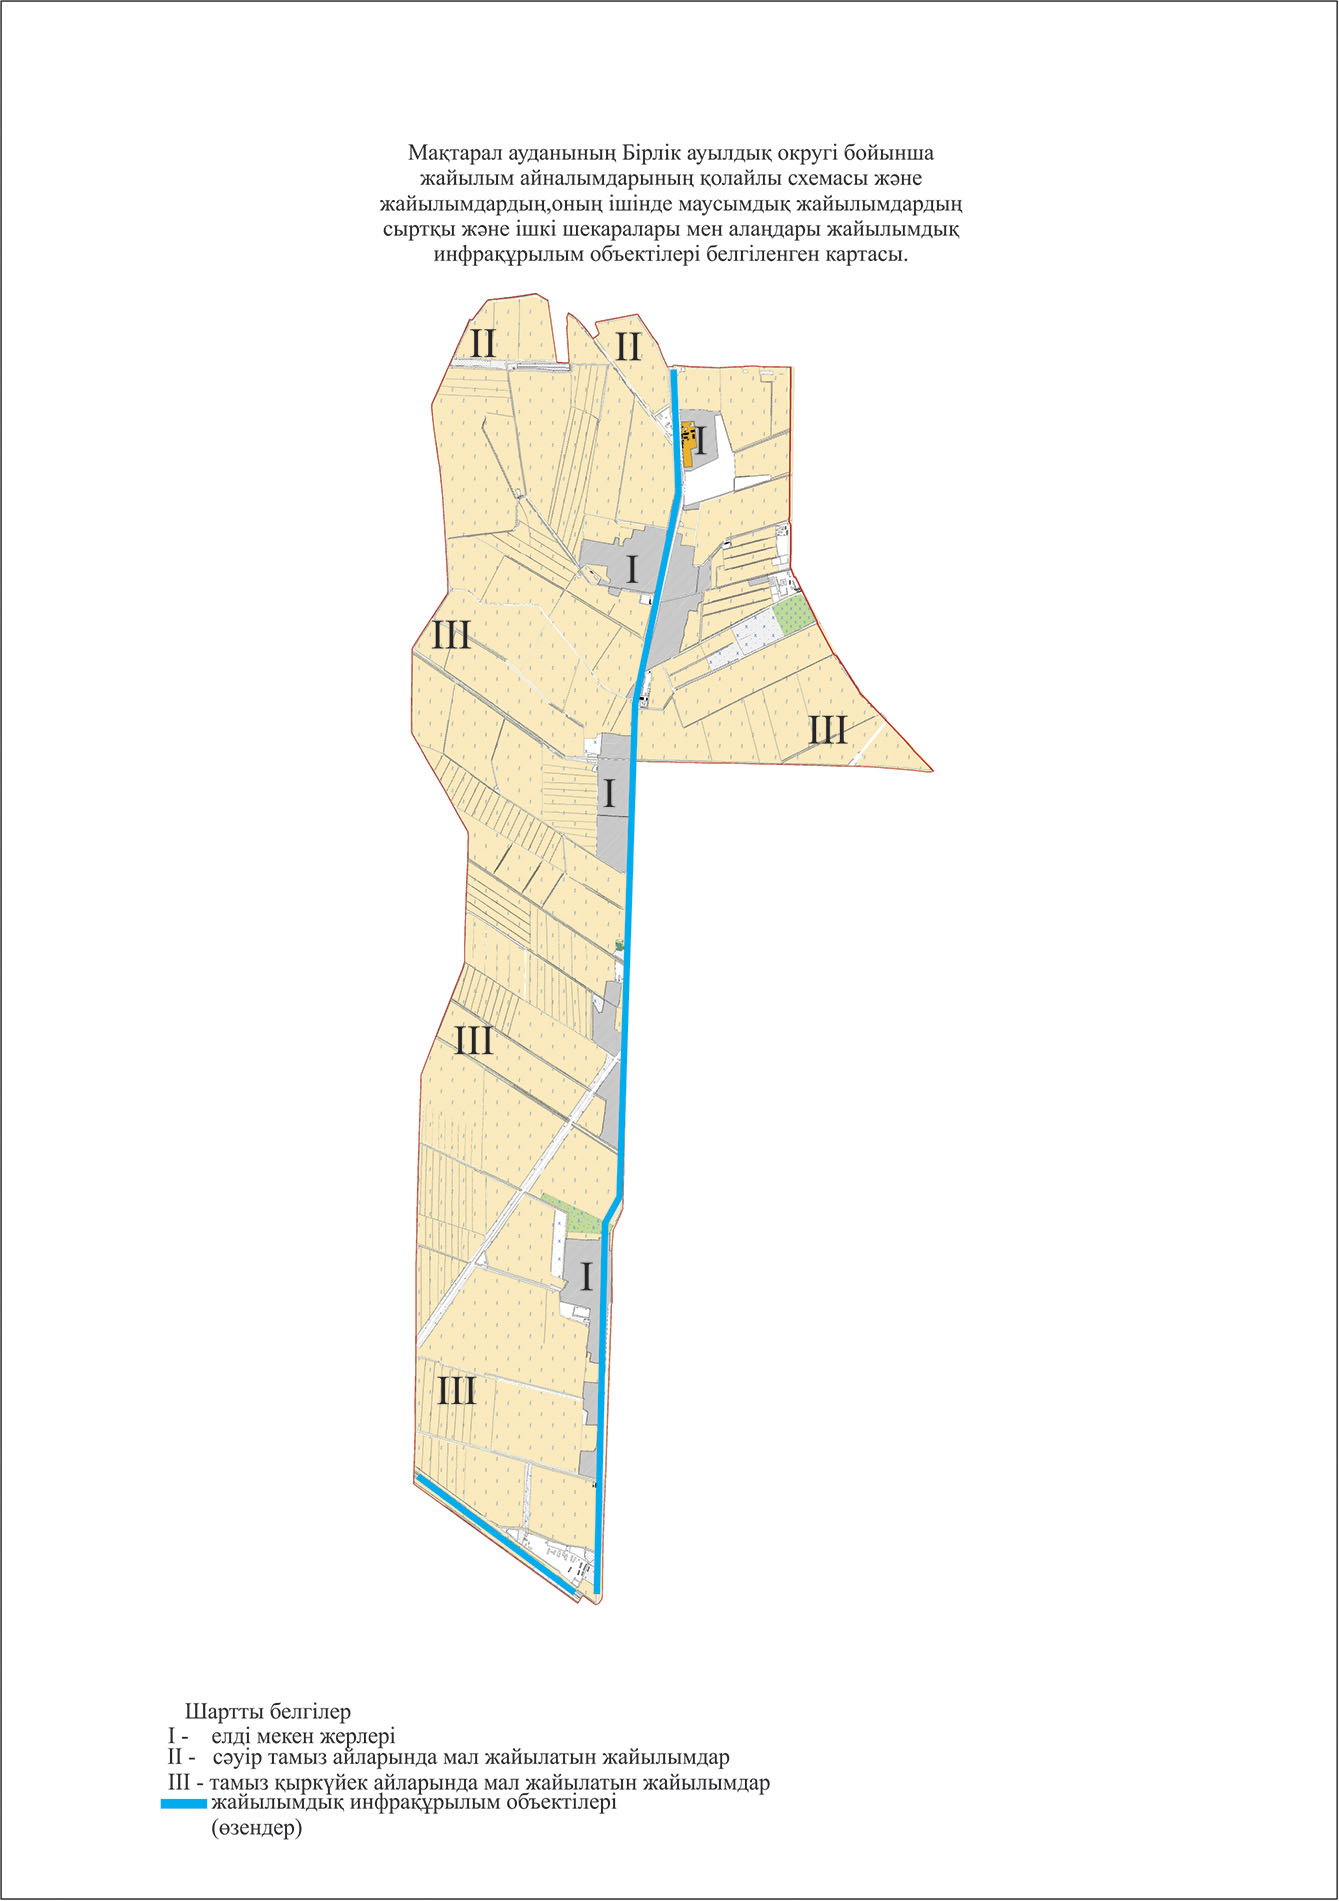 Мақтарал ауданының Бірлік ауылдық округі бойынша
жайылым айналымдарының қолайлы схемасы және
жайылымдардың,оның ішінде маусымдық жайылымдардың
сыртқы және ішкі шекаралары мен алаңдары жайылымдық
инфрақұрылым объектілері белгіленген картасы.
II
II
I
I
III
III
I
III
I
III
Шартты белгілер
I - елді мекен жерлері
II - сәуір тамыз айларында мал жайылатын жайылымдар
III - тамыз қыркүйек айларында мал жайылатын жайылымдар
жайылымдық инфрақұрылым объектілері
(өзендер)